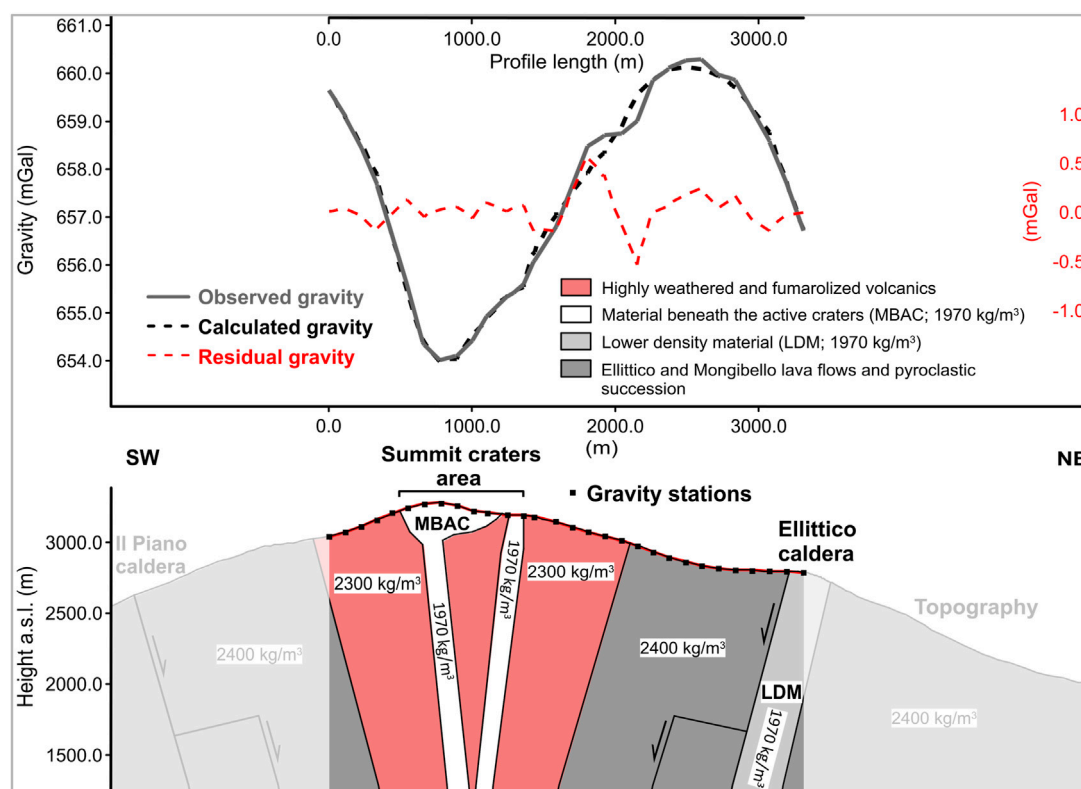 661.0
660.0
659.0
658.0
657.0
656.0
655.0
654.0
Gravity (mGal)
0.0 1000.0 2000.0 3000.0
Profile length (m)
1.0
0.5
0.0
-0.5
-1.0
(mGal)
Observed gravity
Calculated gravity
Residual gravity
Highly weathered and fumarolized volcanics
Material beneath the active craters (MBAC; 1970 kg/m³)
Lower density material (LDM; 1970 kg/m³)
Ellittico and Mongibello lava flows and pyroclastic
succession
0.0 1000.0 2000.0 3000.0
(m)
SW
NE
Summit craters
area
Gravity stations
MBAC
Ellittico
caldera
Il Piano
caldera
3000.0
2500.0
2000.0
1500.0
Height a.s.l. (m)
2300 kg/m³
2300 kg/m³
1970 kg/m³
1970 kg/m³
2400 kg/m³
2400 kg/m³
Topography
LDM
1970 kg/m³
2400 kg/m³